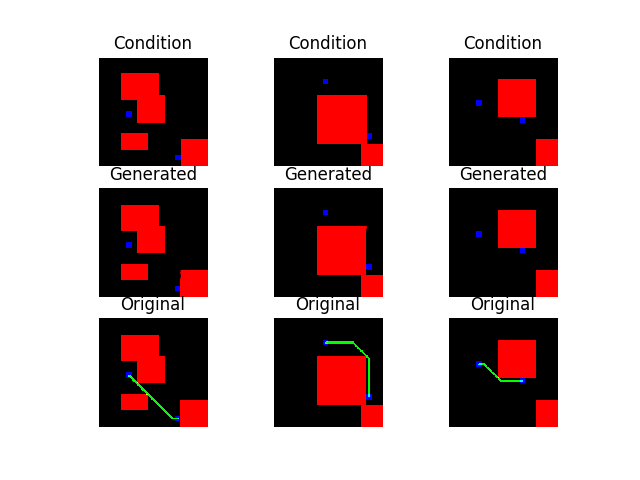 Condition Condition Condition
Generated Generated Generated
Original Original Original